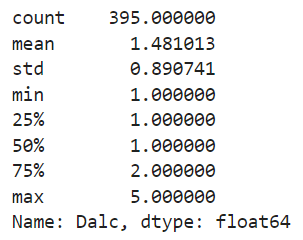 count 395.000000
mean 1.481013
std 0.890741
min 1.000000
25% 1.000000
50% 1.000000
75% 2.000000
max 5.000000
Name: Dalc, dtype: float64